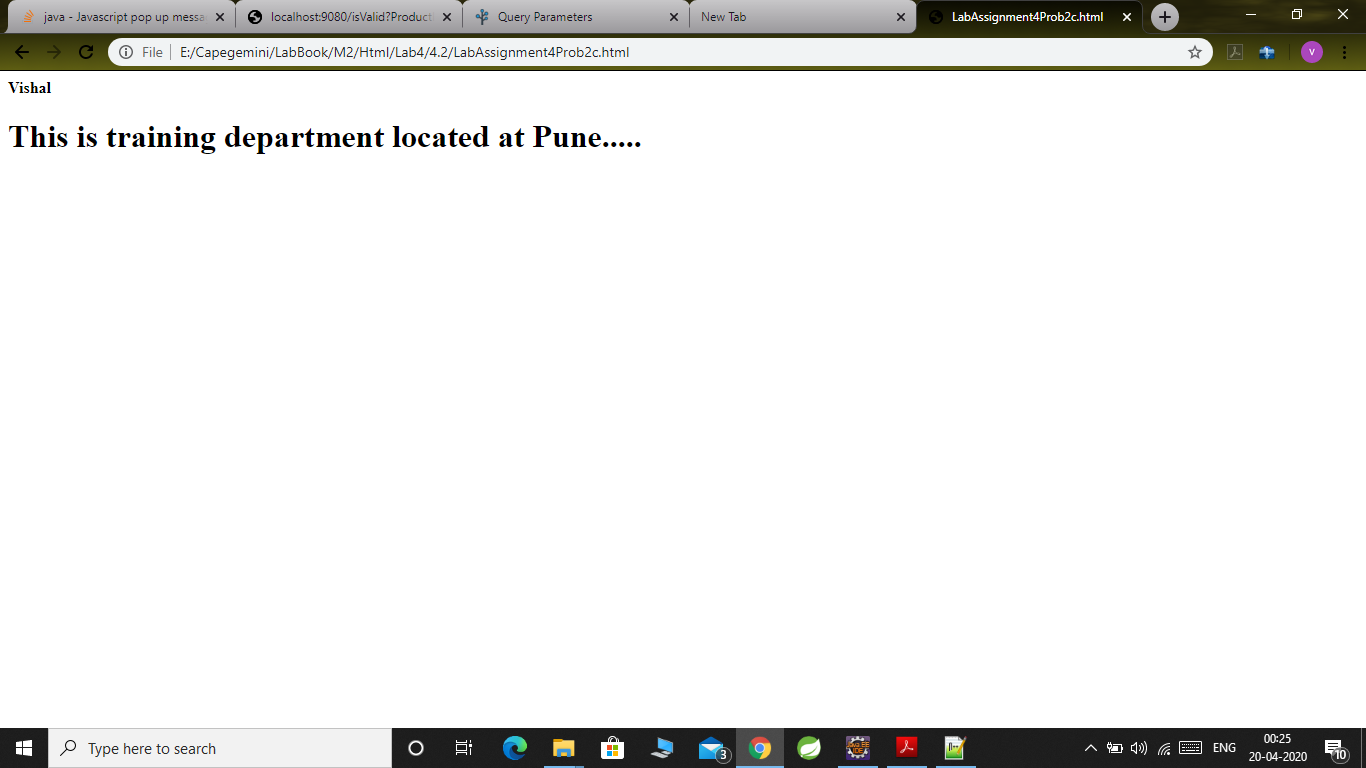 java - Javascript pop up messa
localhost:9080/isValid?Product
Query Parameters
New Tab
LabAssignment4Prob2c.html
File
E:/Capegemini/LabBook/M2/Html/Lab4/4.2/LabAssignment4Prob2c.html
V
Vishal
This is training department located at Pune.....
Type here to search
3
ENG
00:25
20-04-2020
10